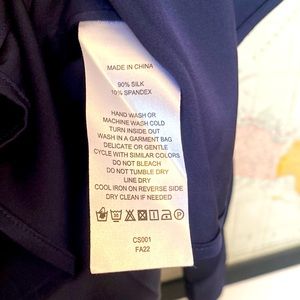 MADE IN CHINA
90% SILK
10% SPANDEX
HAND WASH OR
MACHINE WASH COLD
TURN INSIDE OUT
WASH IN A GARMENT BAG
DELICATE OR GENTLE
CYCLE WITH SIMILAR COLORS
DO NOT BLEACH
DO NOT TUMBLE DRY
LINE DRY
COOL IRON ON REVERSE SIDE
DRY CLEAN IF NEEDED
CS001
FA22